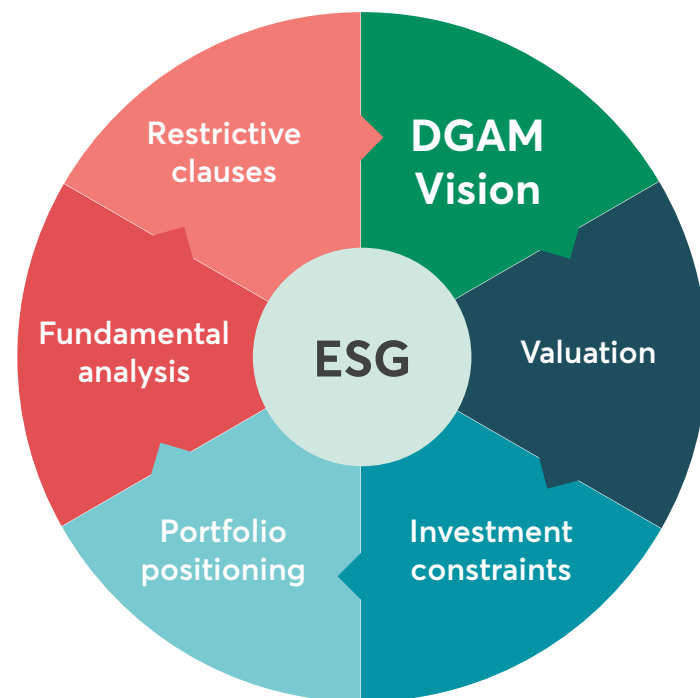 DGAM
Vision
Valuation
Investment
constraints
Portfolio
positioning
Fundamental
analysis
Restrictive
clauses
ESG